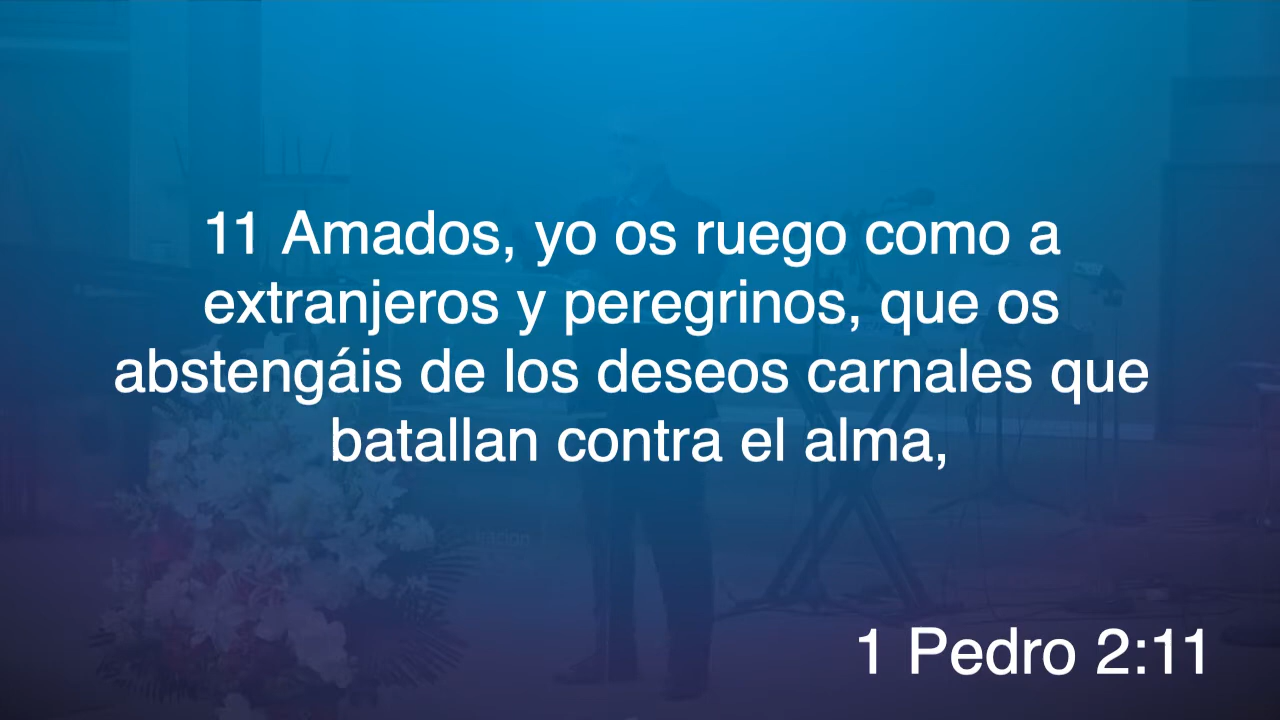 11 Amados, yo os ruego como a
extranjeros y peregrinos, que os
abstengáis de los deseos carnales que
batallan contra el alma,
1 Pedro 2:11